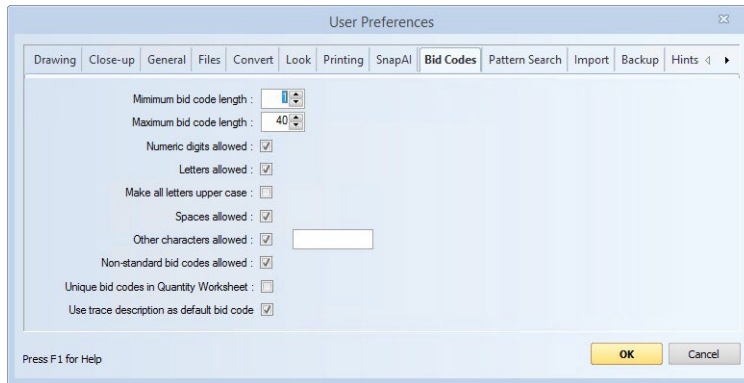 User Preferences
Drawing Close-up General Files Convert Look Printing SnapAI Bid Codes Pattern Search Import Backup Hints
Minimum bid code length : 1
Maximum bid code length : 40
Numeric digits allowed :
Letters allowed :
Make all letters upper case :
Spaces allowed :
Other characters allowed :
Non-standard bid codes allowed :
Unique bid codes in Quantity Worksheet :
Use trace description as default bid code
Press F1 for Help OK Cancel